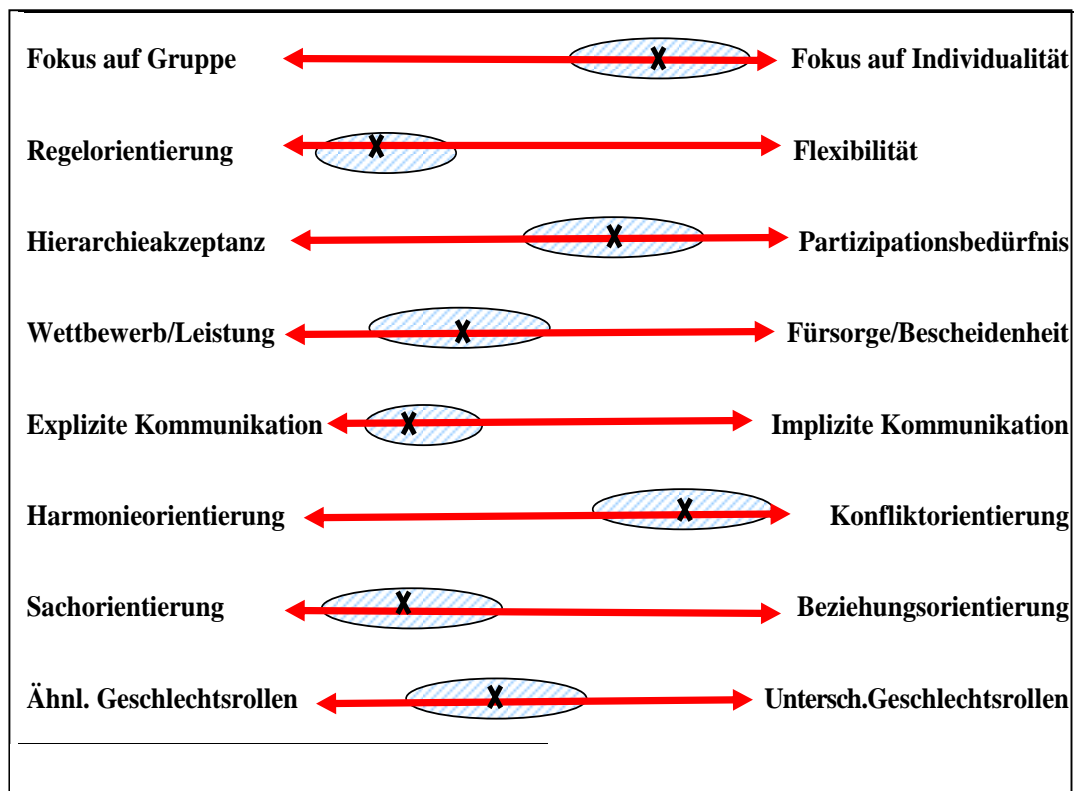 Fokus auf Gruppe Fokus auf Individualität
Regelorientierung Flexibilität
Hierarchieakzeptanz Partizipationsbedürfnis
Wettbewerb/Leistung Fürsorge/Bescheidenheit
Explizite Kommunikation Implizite Kommunikation
Harmonieorientierung Konfliktorientierung
Sachorientierung Beziehungsorientierung
Ähnl. Geschlechtsrollen Untersch.Geschlechtsrollen